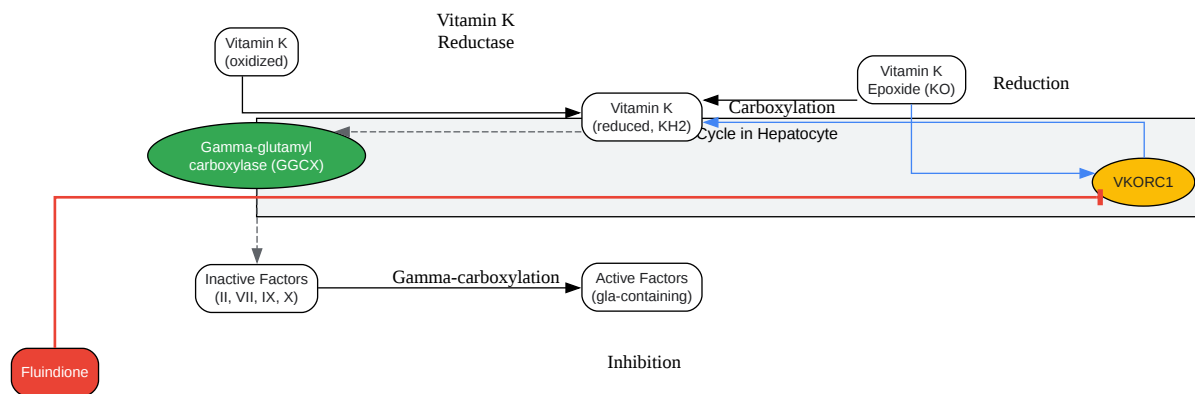 Vitamin K
Reductase
Vitamin K
(oxidized)
Vitamin K
Epoxide (KO)
Reduction
Vitamin K
(reduced, KH2)
Carboxylation
Cycle in Hepatocyte
Gamma-glutamyl
carboxylase (GGCX)
VKORC1
Inactive Factors
(II, VII, IX, X)
Gamma-carboxylation
Active Factors
(gla-containing)
Inhibition
Fluindione